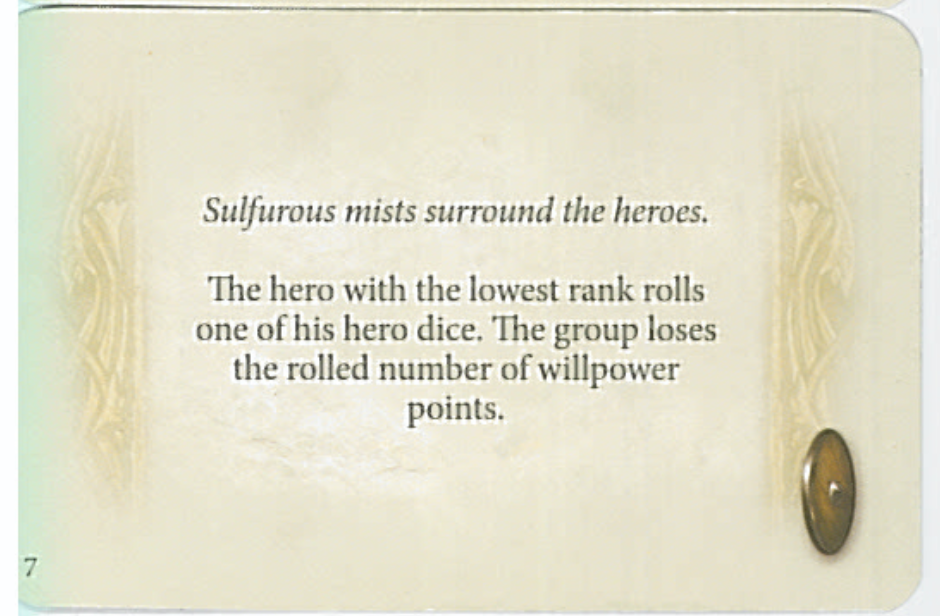 Sulfurous mists surround the heroes.
The hero with the lowest rank rolls
one of his hero dice. The group loses
the rolled number of willpower
points.
7